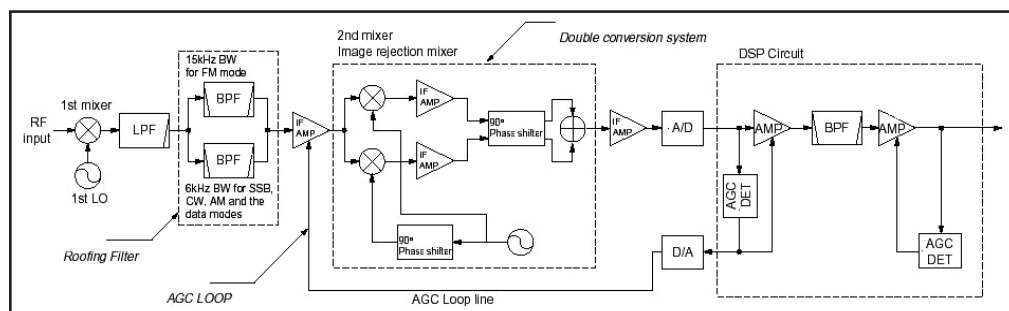 2nd mixer
Image rejection mixer
Double conversion system
DSP Circuit
15kHz BW
for FM mode
BPF
1st mixer
RF
input
LPF
IF
AMP
BPF
6kHz BW for SSB,
CW, AM and the
data modes
1st LO
Roofing Filter
AGC LOOP
IF
AMP
IF
AMP
90°
Phase shifter
90°
Phase shifter
IF
AMP
A/D
AMP
BPF
AMP
AGC
DET
D/A
AGC
DET
AGC Loop line